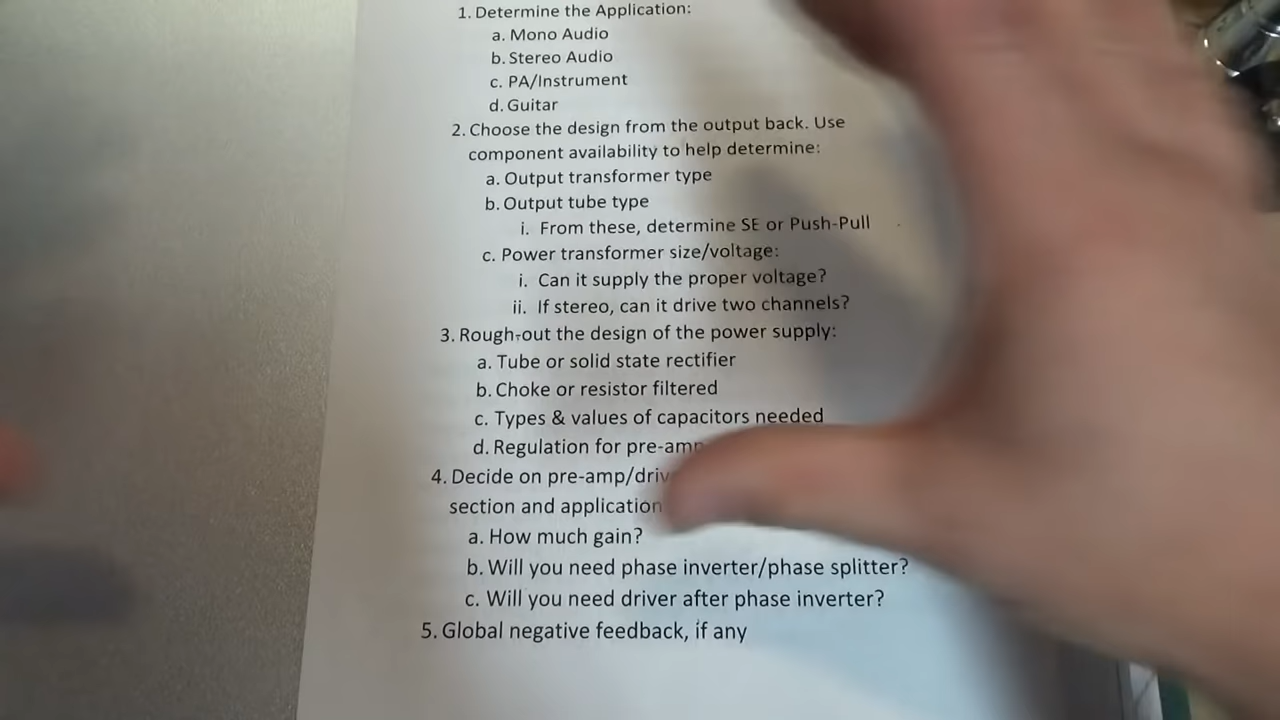 1. Determine the Application:
a. Mono Audio
b. Stereo Audio
c. PA/Instrument
d. Guitar
2. Choose the design from the output back. Use
component availability to help determine:
a. Output transformer type
b. Output tube type
i. From these, determine SE or Push-Pull
c. Power transformer size/voltage:
i. Can it supply the proper voltage?
ii. If stereo, can it drive two channels?
3. Rough-out the design of the power supply:
a. Tube or solid state rectifier
b. Choke or resistor filtered
c. Types & values of capacitors needed
d. Regulation for
4. Decide on
section and application
a. How much gain?
b. Will you need phase inverter/phase splitter?
c. Will you need driver after phase inverter?
5. Global negative feedback, if any